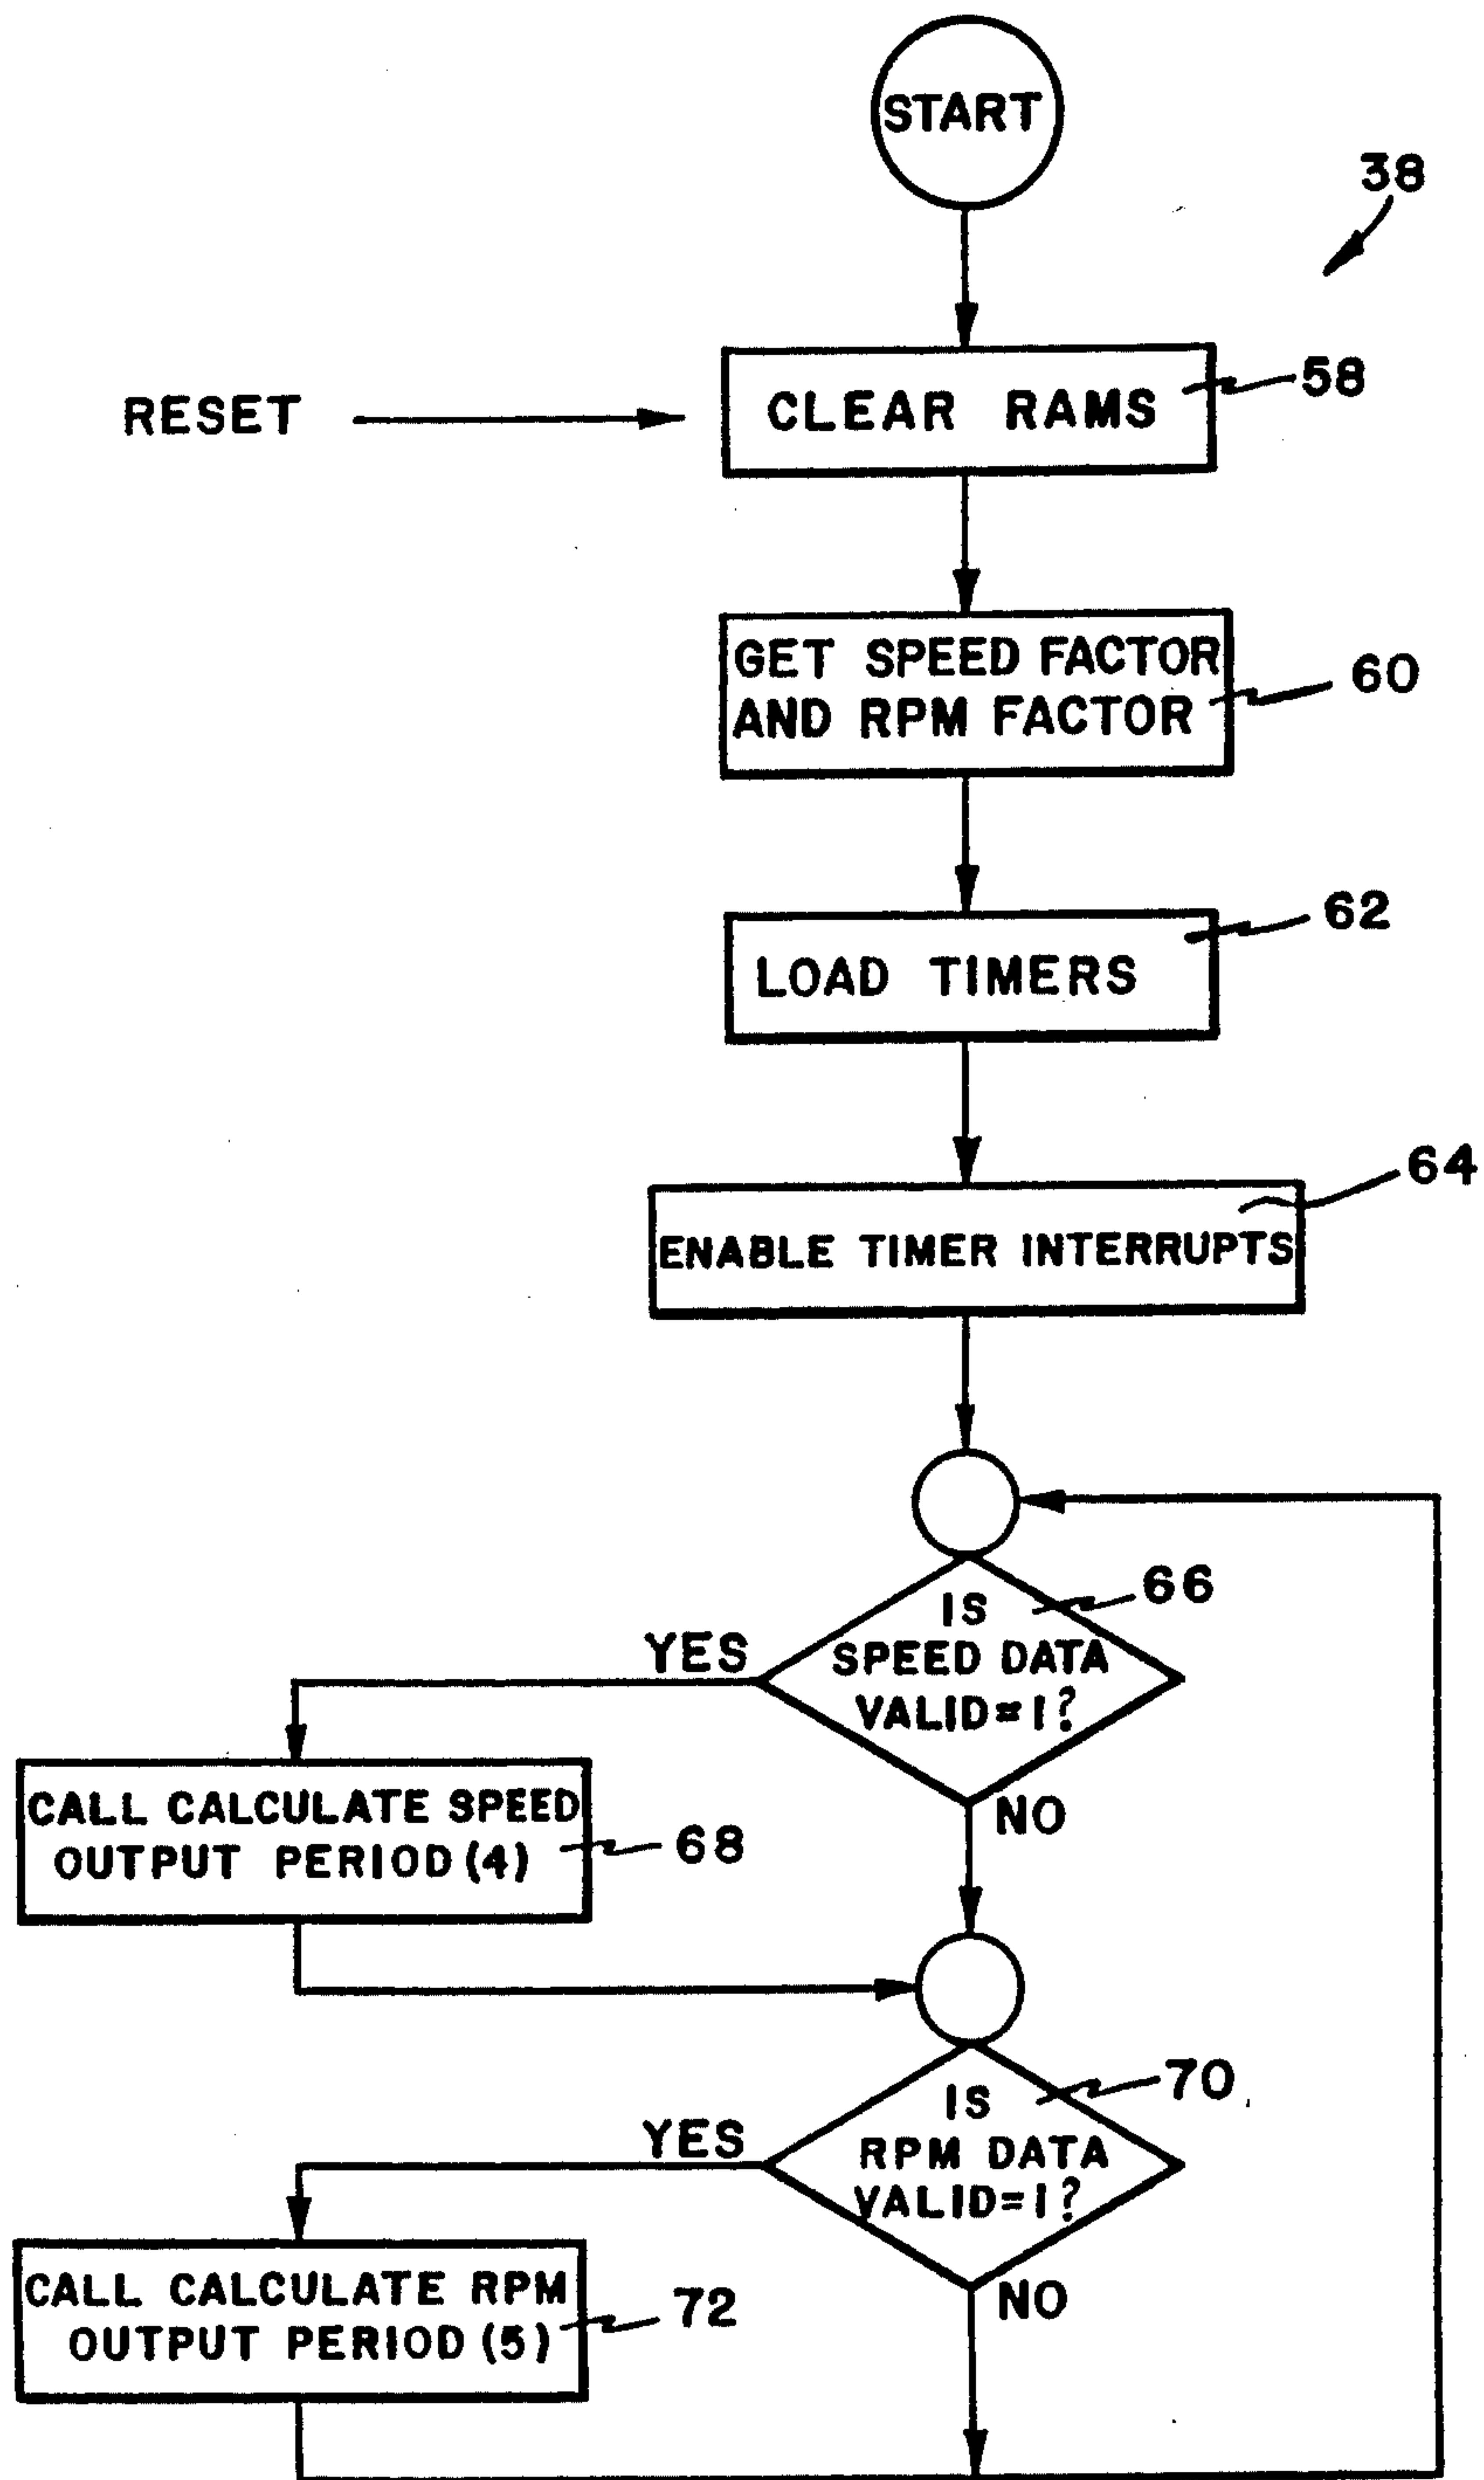 START
38
RESET
CLEAR RAMS
58
GET SPEED FACTOR
AND RPM FACTOR
60
LOAD TIMERS
62
ENABLE TIMER INTERRUPTS
64
IS
SPEED DATA
VALID=1?
66
YES
NO
CALL CALCULATE SPEED
OUTPUT PERIOD (4)
68
IS
RPM DATA
VALID=1?
70
YES
NO
CALL CALCULATE RPM
OUTPUT PERIOD (5)
72